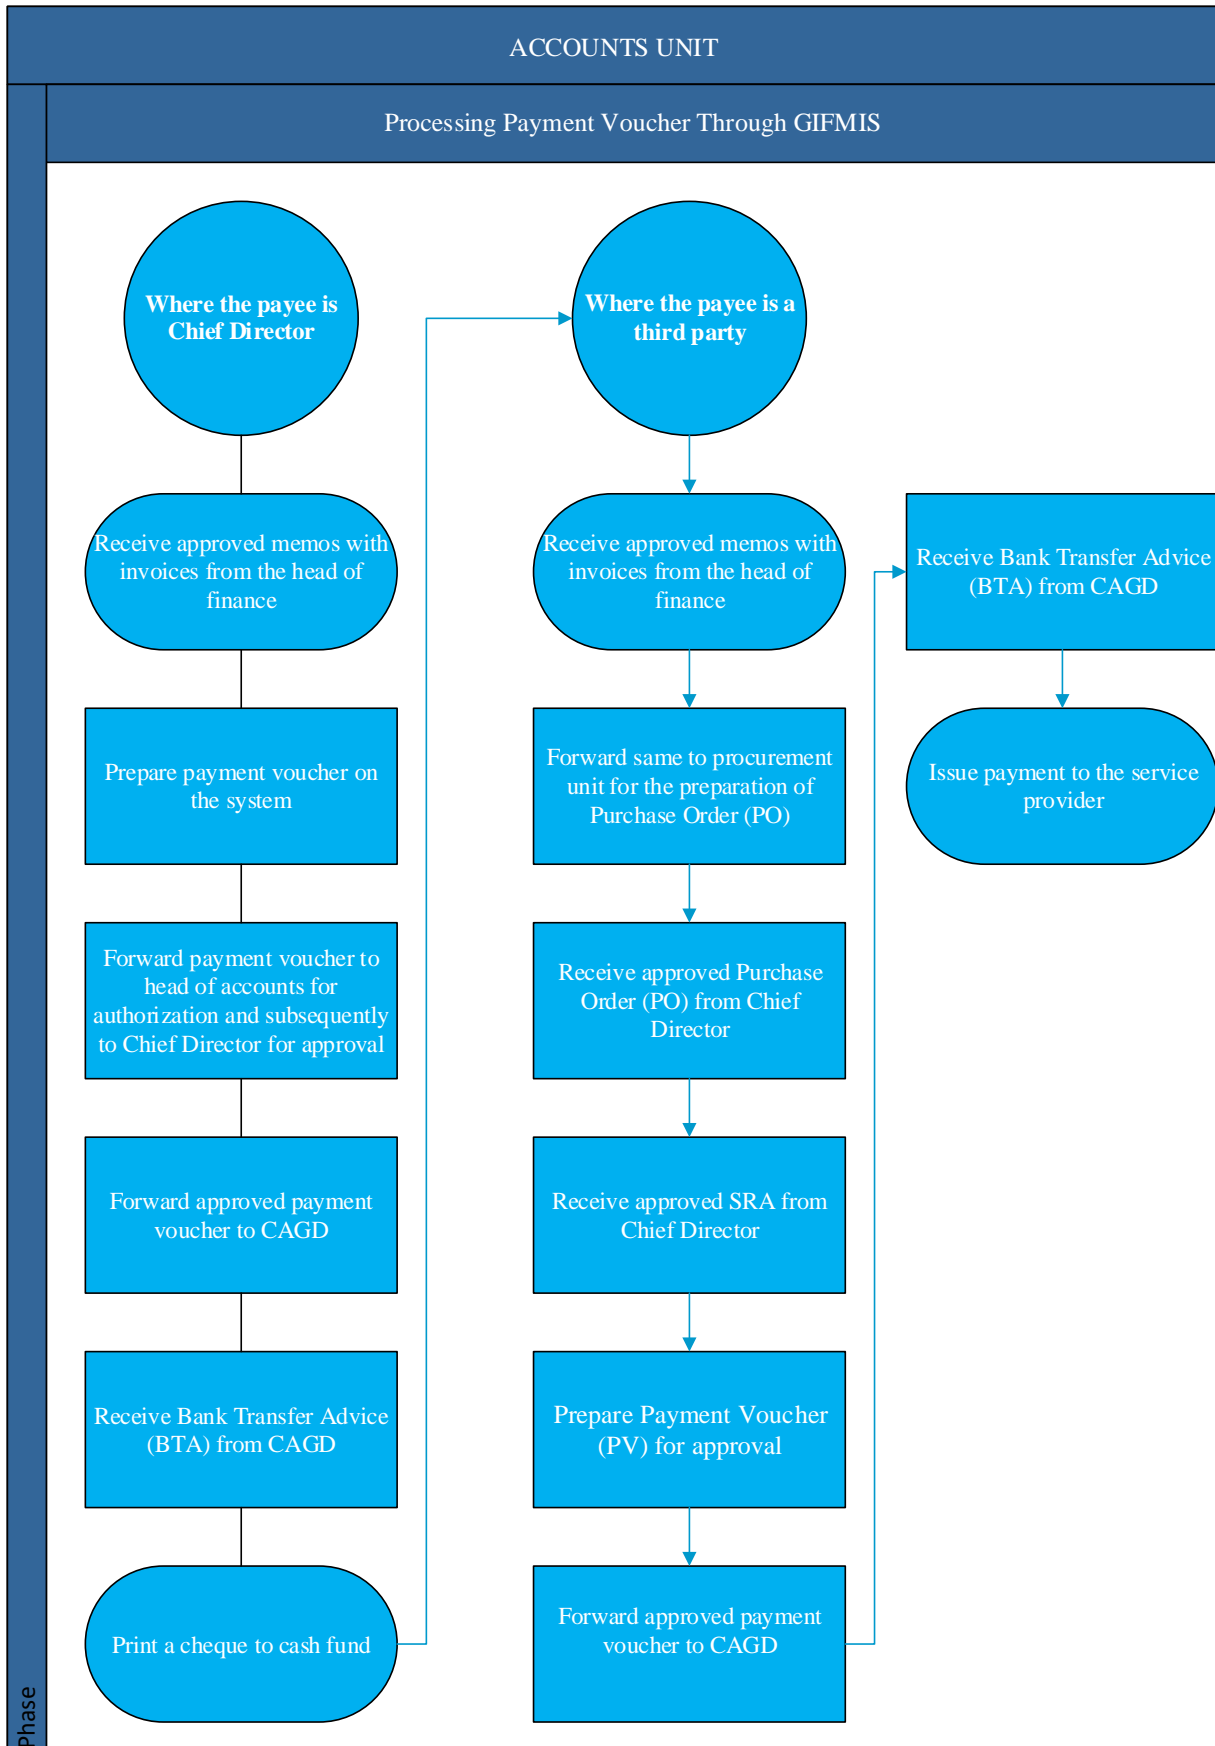 ACCOUNTS UNIT
Processing Payment Voucher Through GIFMIS
Where the payee is
Chief Director
Receive approved memos with
invoices from the head of
finance
Prepare payment voucher on
the system
Forward payment voucher to
head of accounts for
authorization and subsequently
to Chief Director for approval
Forward approved payment
voucher to CAGD
Receive Bank Transfer Advice
(BTA) from CAGD
Print a cheque to cash fund
Where the payee is a
third party
Receive approved memos with
invoices from the head of
finance
Forward same to procurement
unit for the preparation of
Purchase Order (PO)
Receive approved Purchase
Order (PO) from Chief
Director
Receive approved SRA from
Chief Director
Prepare Payment Voucher
(PV) for approval
Forward approved payment
voucher to CAGD
Receive Bank Transfer Advice
(BTA) from CAGD
Issue payment to the service
provider
Phase